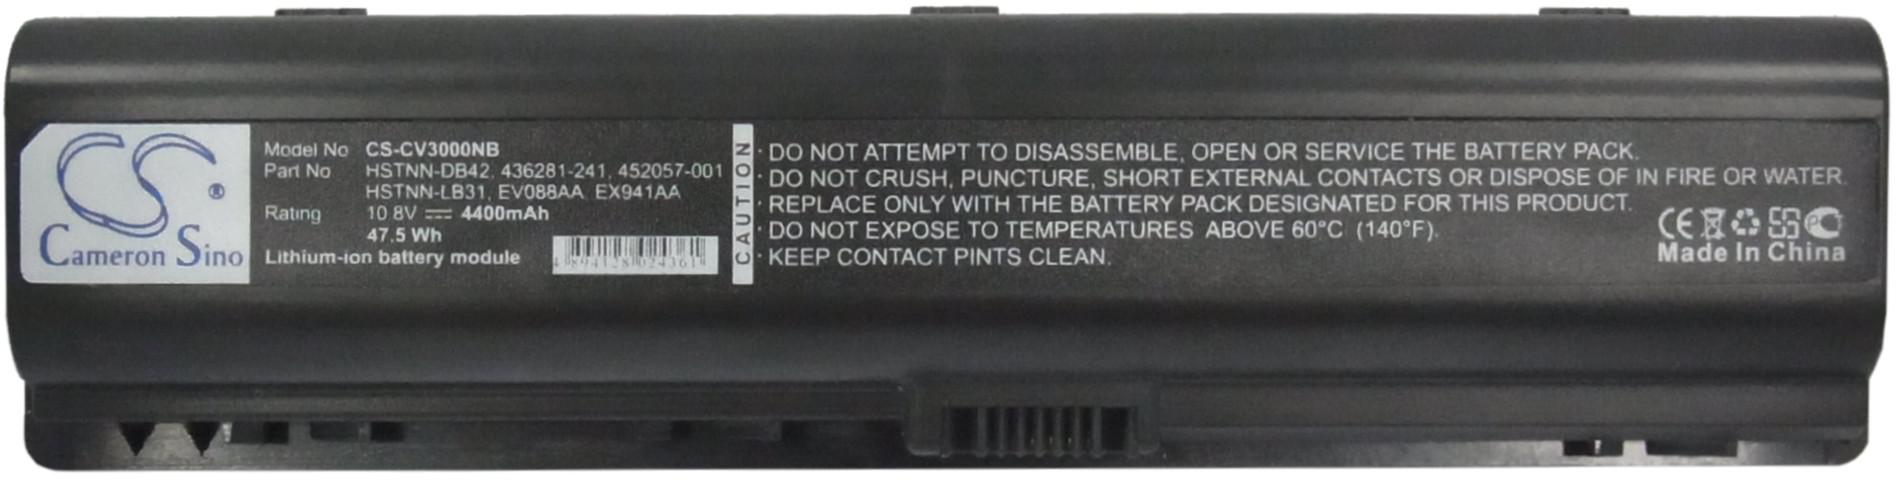 CS
®
Cameron Sino
Model No CS-CV3000NB
Part No HSTNN-DB42, 436281-241, 452057-001
HSTNN-LB31, EV088AA, EX941AA
Rating 10.8V 4400mAh
47.5 Wh
Lithium-ion battery module
4 894128 024361
CAUTION
· DO NOT ATTEMPT TO DISASSEMBLE, OPEN OR SERVICE THE BATTERY PACK.
· DO NOT CRUSH, PUNCTURE, SHORT EXTERNAL CONTACTS OR DISPOSE OF IN FIRE OR WATER.
· REPLACE ONLY WITH THE BATTERY PACK DESIGNATED FOR THIS PRODUCT.
· DO NOT EXPOSE TO TEMPERATURES ABOVE 60°C (140°F).
· KEEP CONTACT PINTS CLEAN.
CE
Made In China